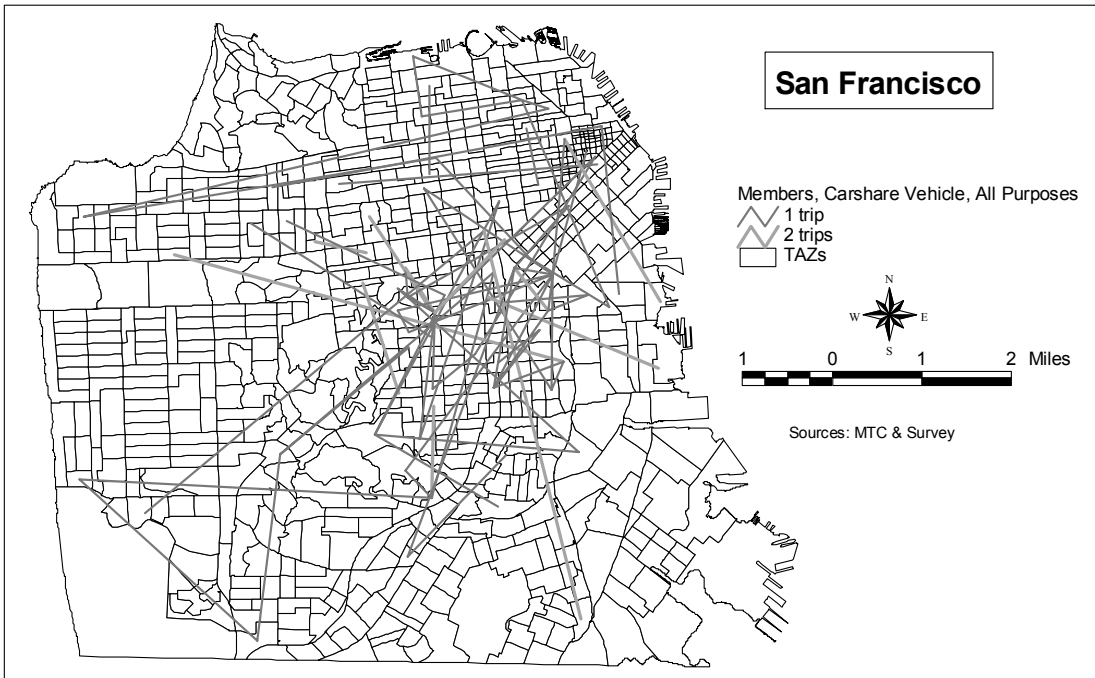 San Francisco
Members, Carshare Vehicle, All Purposes
1 trip
2 trips
TAZs
N
W E
S
1 0 1 2 Miles
Sources: MTC & Survey